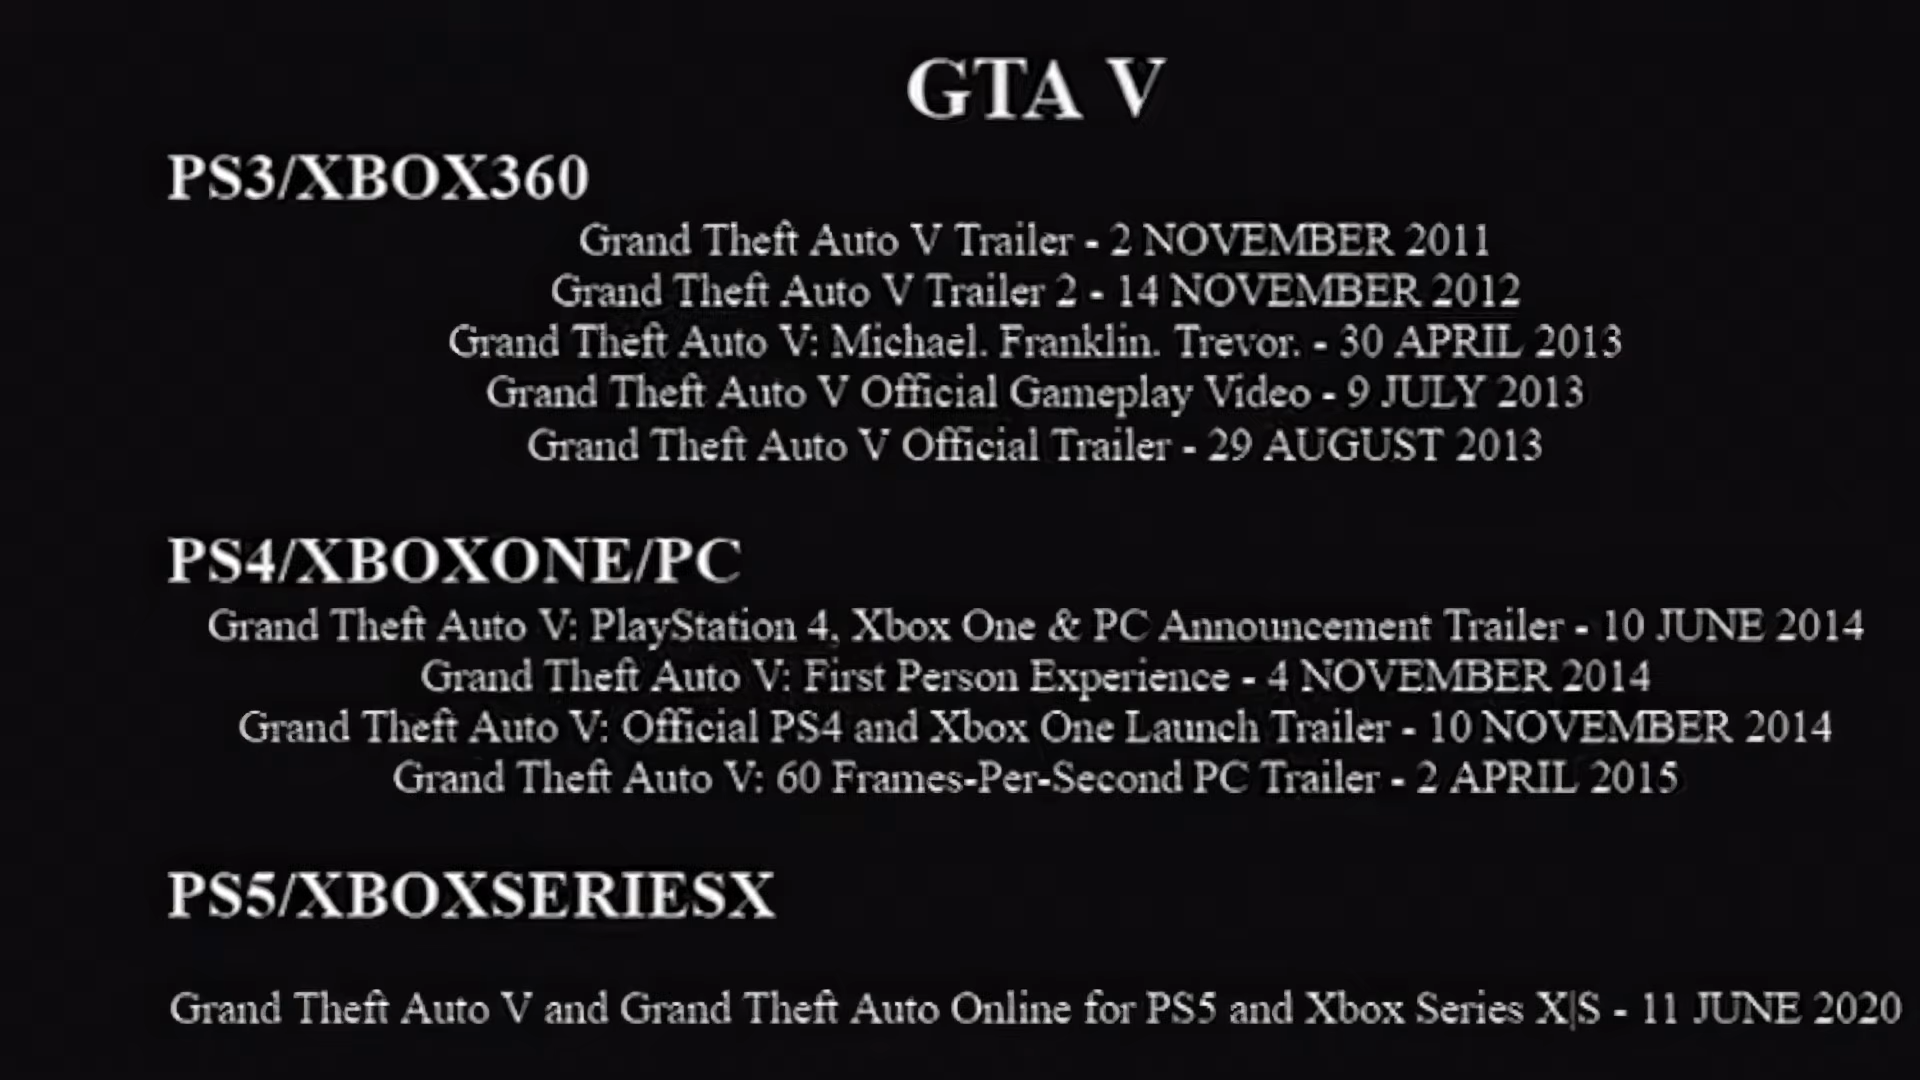 GTA V
PS3/XBOX360
Grand Theft Auto V Trailer - 2 NOVEMBER 2011
Grand Theft Auto V Trailer 2 - 14 NOVEMBER 2012
Grand Theft Auto V: Michael. Franklin. Trevor. - 30 APRIL 2013
Grand Theft Auto V Official Gameplay Video - 9 JULY 2013
Grand Theft Auto V Official Trailer - 29 AUGUST 2013
PS4/XBOXONE/PC
Grand Theft Auto V: PlayStation 4, Xbox One & PC Announcement Trailer - 10 JUNE 2014
Grand Theft Auto V: First Person Experience - 4 NOVEMBER 2014
Grand Theft Auto V: Official PS4 and Xbox One Launch Trailer - 10 NOVEMBER 2014
Grand Theft Auto V: 60 Frames-Per-Second PC Trailer - 2 APRIL 2015
PS5/XBOXSERIESX
Grand Theft Auto V and Grand Theft Auto Online for PS5 and Xbox Series X|S - 11 JUNE 2020